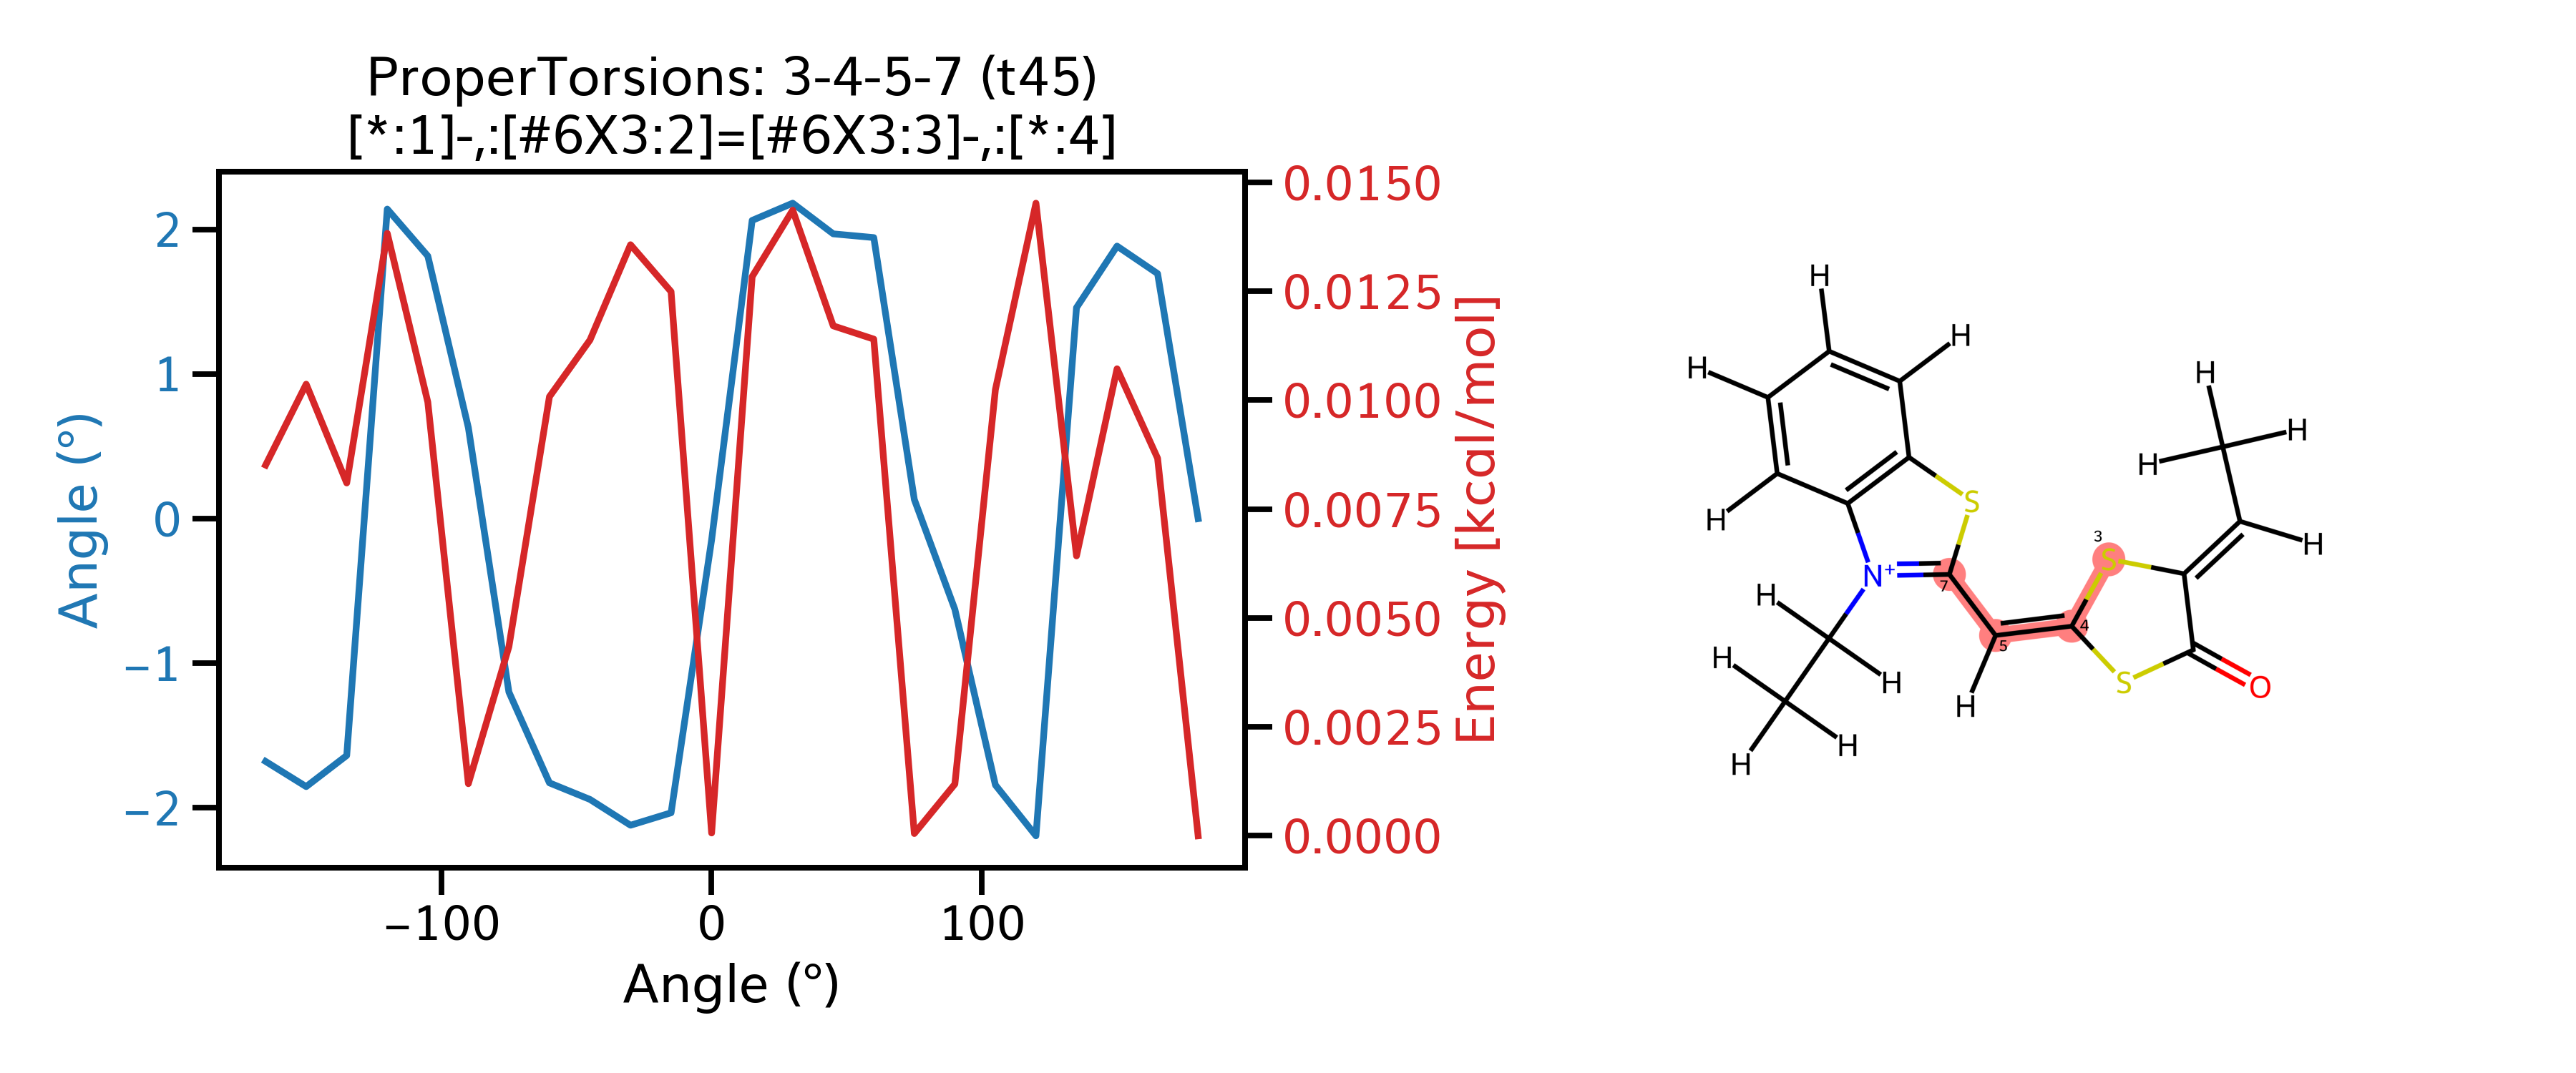 ProperTorsions: 3-4-5-7 (t45)
[*:1]-,:[#6X3:2]=[#6X3:3]-,:[*:4]
Angle (°)
2
1
0
−1
−2
−100
0
100
Angle (°)
0.0150
0.0125
0.0100
0.0075
0.0050
0.0025
0.0000
Energy [kcal/mol]
H
H
H
H
H
H
H
S
3
S
H
H
N+
7
H
4
5
H
H
S
O
H
H
H